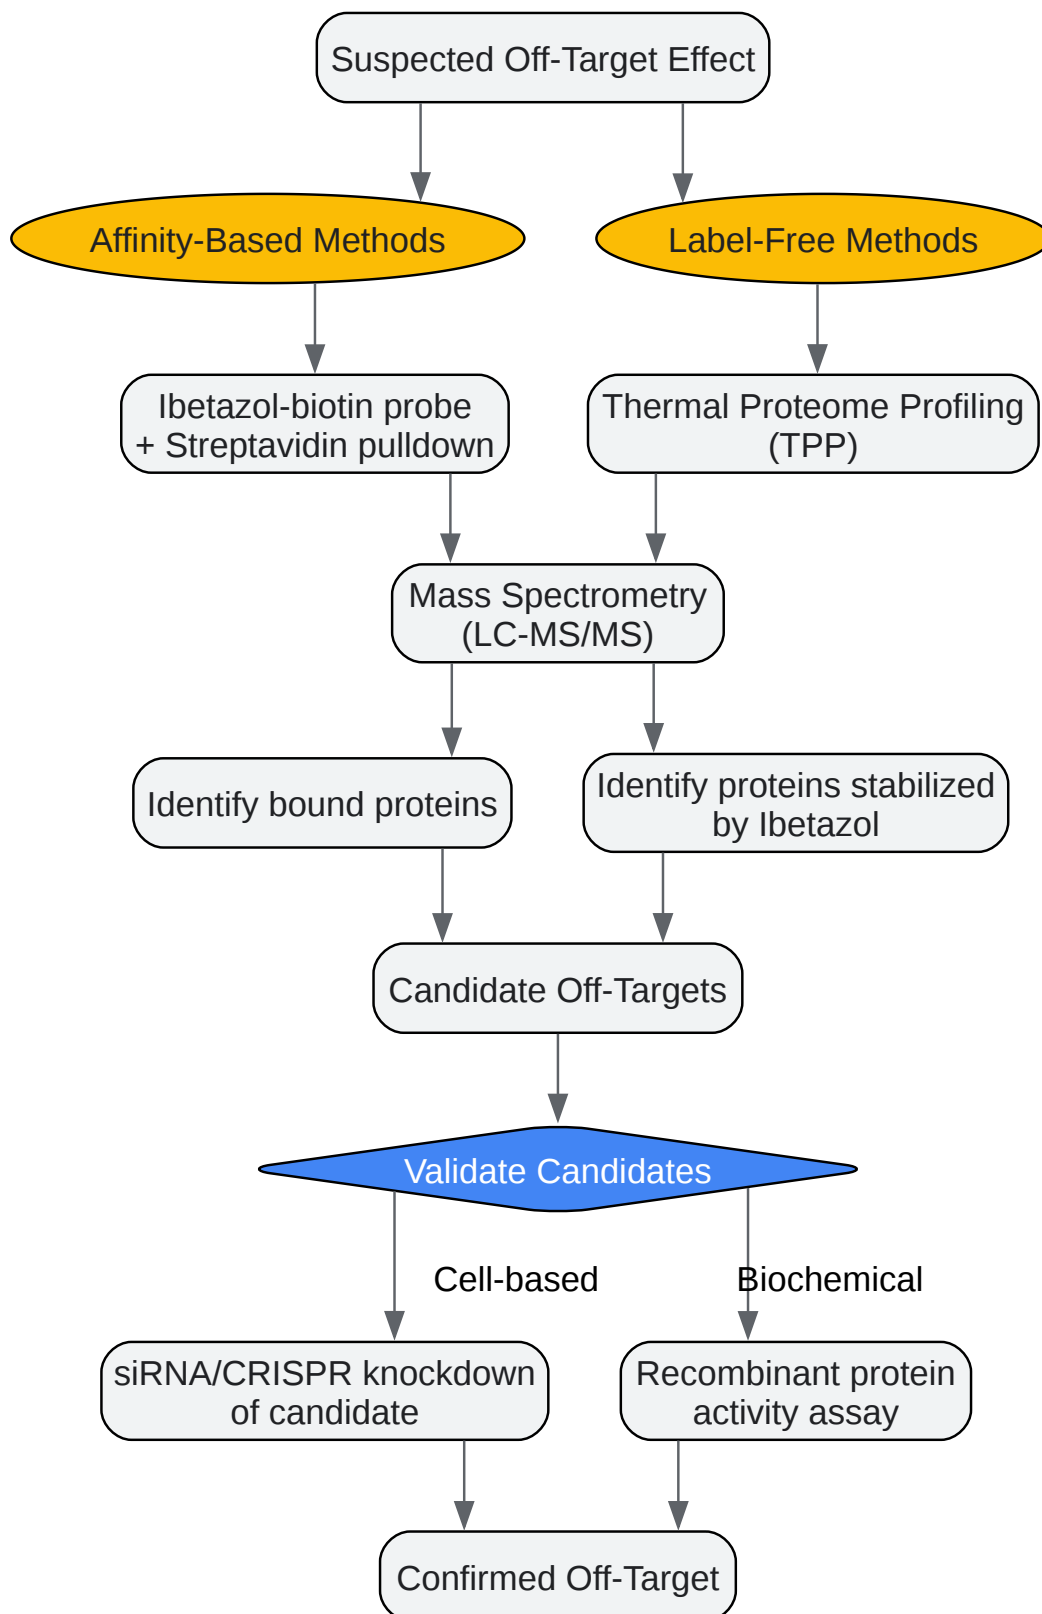 Suspected Off-Target Effect
Affinity-Based Methods
Label-Free Methods
Ibetazol-biotin probe
+ Streptavidin pulldown
Thermal Proteome Profiling
(TPP)
Mass Spectrometry
(LC-MS/MS)
Identify bound proteins
Identify proteins stabilized
by Ibetazol
Candidate Off-Targets
Validate Candidates
Cell-based
Biochemical
siRNA/CRISPR knockdown
of candidate
Recombinant protein
activity assay
Confirmed Off-Target